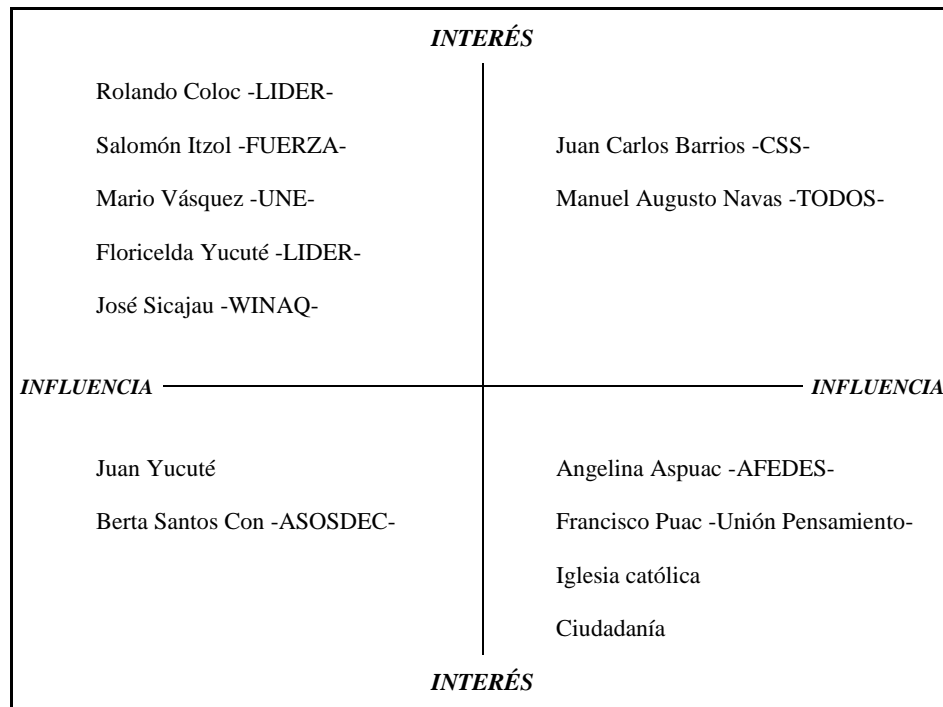 INTERÉS
Rolando Coloc -LIDER-
Salomón Itzol -FUERZA-
Juan Carlos Barrios -CSS-
Mario Vásquez -UNE-
Manuel Augusto Navas -TODOS-
Floricelda Yucuté -LIDER-
José Sicajau -WINAQ-
INFLUENCIA
INFLUENCIA
Juan Yucuté
Angelina Aspuac -AFEDES-
Berta Santos Con -ASOSDEC-
Francisco Puac -Unión Pensamiento-
Iglesia católica
Ciudadanía
INTERÉS